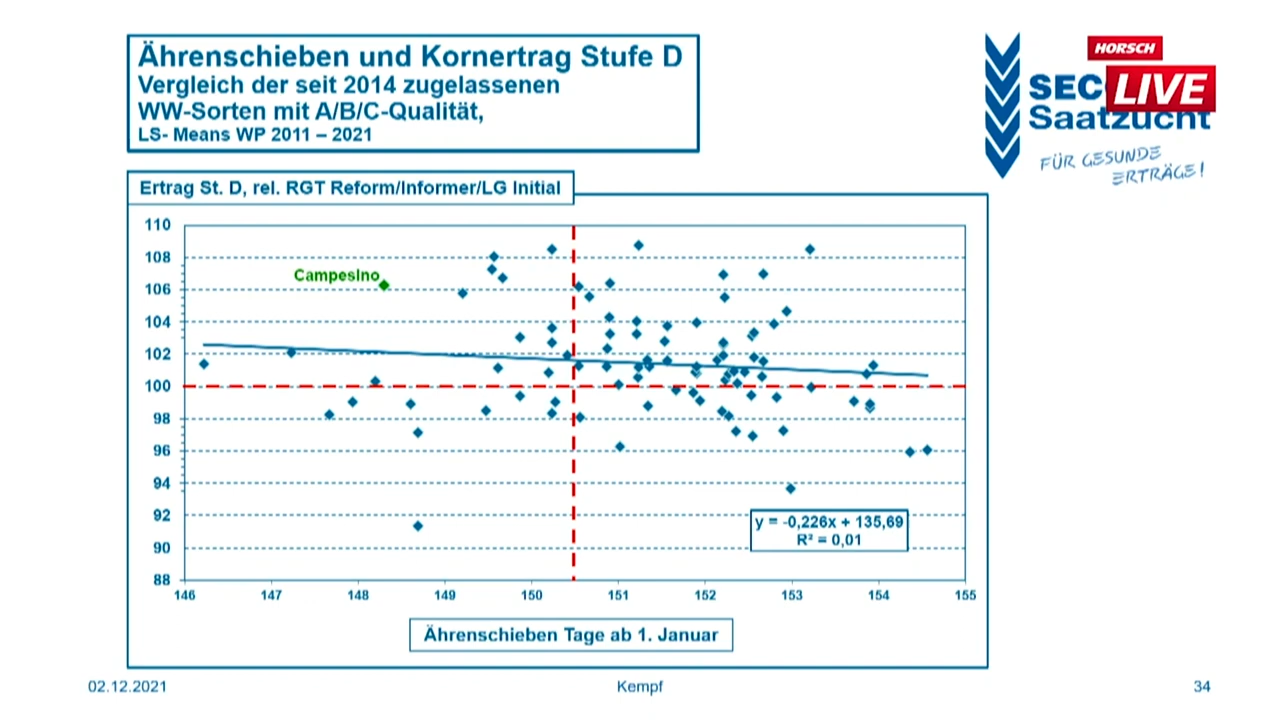 Ährenschieben und Kornertrag Stufe D
Vergleich der seit 2014 zugelassenen
WW-Sorten mit A/B/C-Qualität,
LS- Means WP 2011 – 2021
HORSCH
LIVE
SEC
Saatzucht
FÜR GESUNDE
ERTRÄGE!
Ertrag St. D, rel. RGT Reform/Informer/LG Initial
110
108
106
104
102
100
98
96
94
92
90
88
Campesino
y = -0,226x + 135,69
R² = 0,01
146 147 148 149 150 151 152 153 154 155
Ährenschieben Tage ab 1. Januar
02.12.2021 Kempf 34